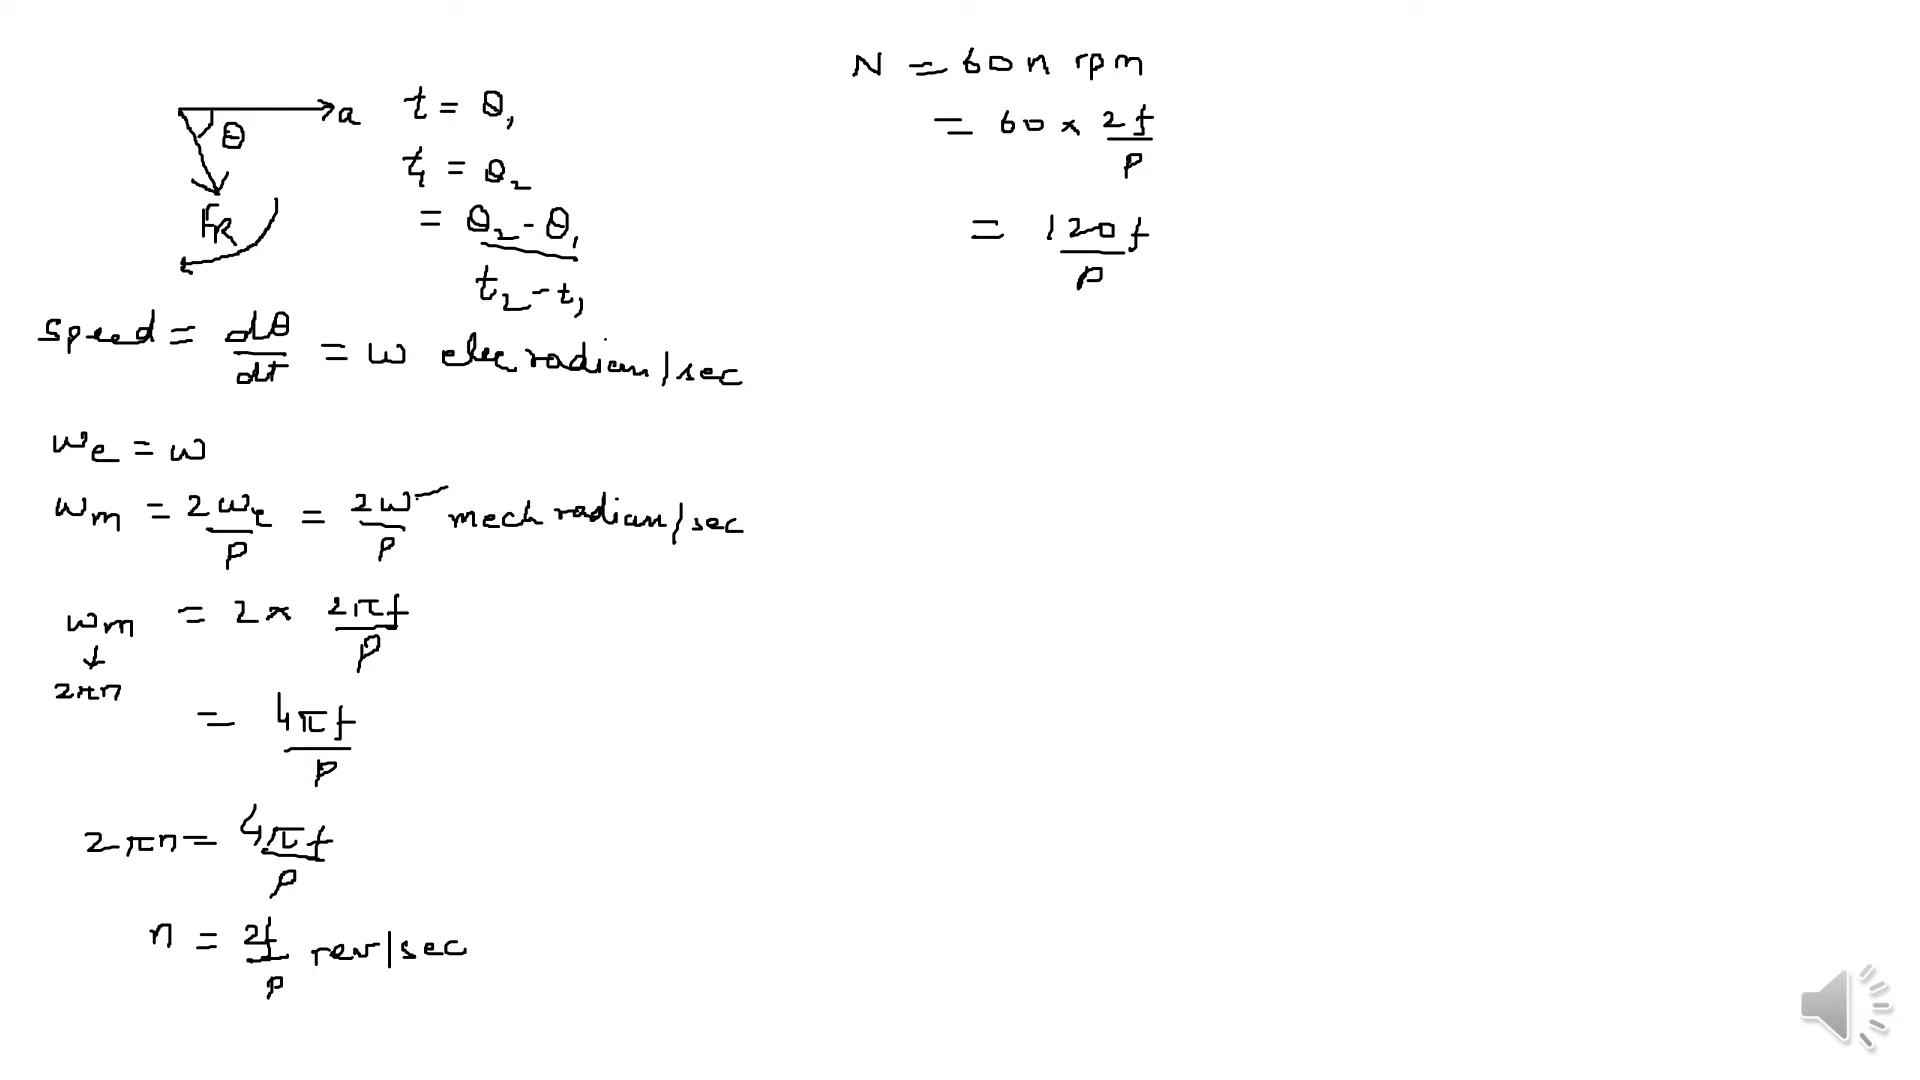 a
θ
F_R
t = θ₁
t₁ = θ₂
= (θ₂ - θ₁)/(t₂ - t₁)
speed = dθ/dt = ω elec radian/sec
ωe = ω
ωm = 2ωe/P = 2ω/P mech radian/sec
ωm = 2 × 2πf/P
↓
2πn
= 4πf/P
2πn = 4πf/P
n = 2f/P rev/sec
N = 60 n rpm
= 60 × 2f/P
= 120f/P